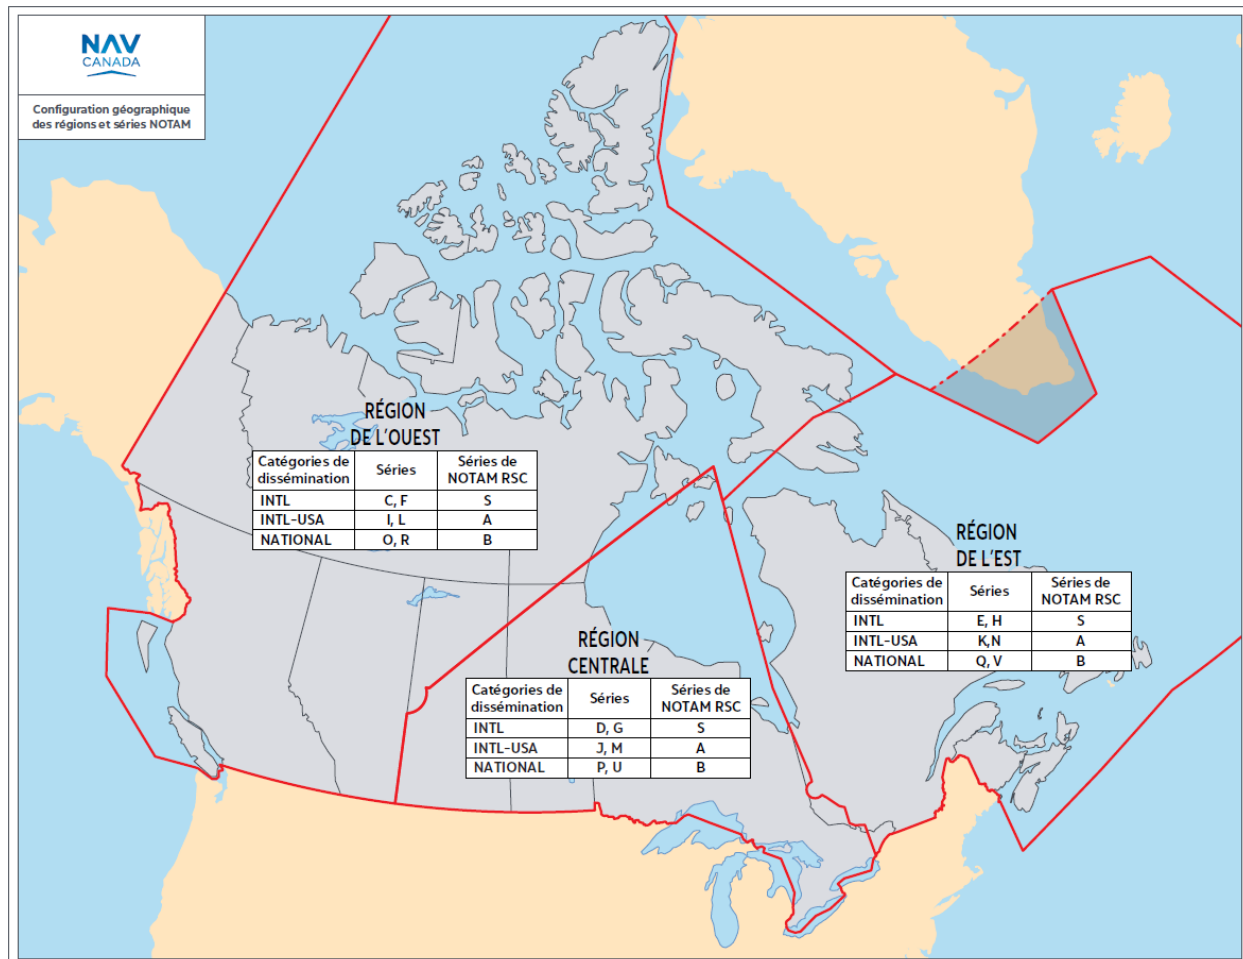 NAV
CANADA
Configuration géographique
des régions et séries NOTAM
RÉGION
DE L'OUEST
Catégories de dissémination Séries Séries de NOTAM RSC
INTL C, F S
INTL-USA I, L A
NATIONAL O, R B
RÉGION
DE L'EST
Catégories de dissémination Séries Séries de NOTAM RSC
INTL E, H S
INTL-USA K,N A
NATIONAL Q, V B
RÉGION
CENTRALE
Catégories de dissémination Séries Séries de NOTAM RSC
INTL D, G S
INTL-USA J, M A
NATIONAL P, U B